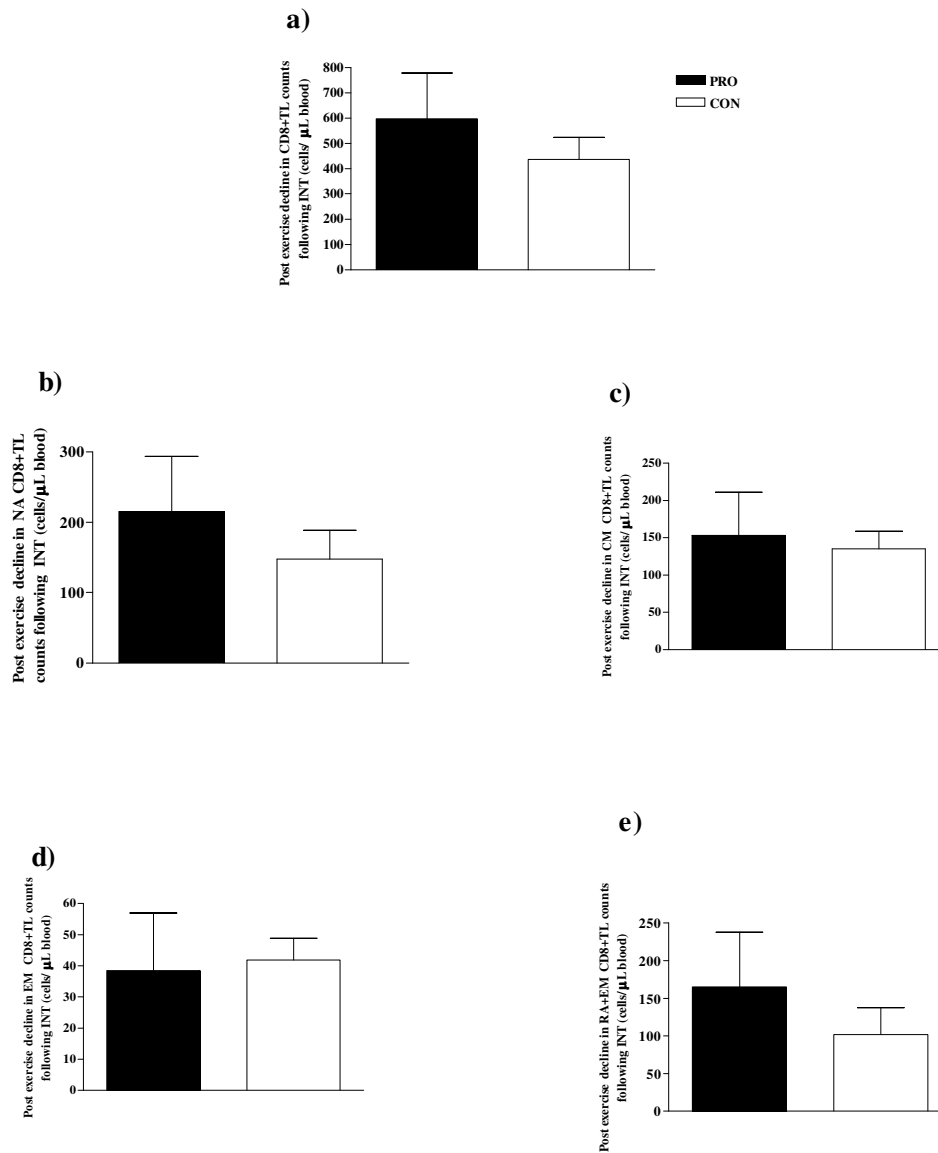 a)
Post exercise decline in CD8+TL counts
following INT (cells/ µL blood)
800
700
600
500
400
300
200
100
0
PRO
CON
b)
Post exercise decline in NA CD8+TL
counts following INT (cells/µL blood)
300
200
100
0
c)
Post exercise decline in CM CD8+TL counts
following INT (cells/ µL blood)
250
200
150
100
50
0
d)
Post exercise decline in EM CD8+TL counts
following INT (cells/ µL blood)
60
50
40
30
20
10
0
e)
Post exercise decline in RA+EM CD8+TL counts
following INT (cells/ µL blood)
250
200
150
100
50
0